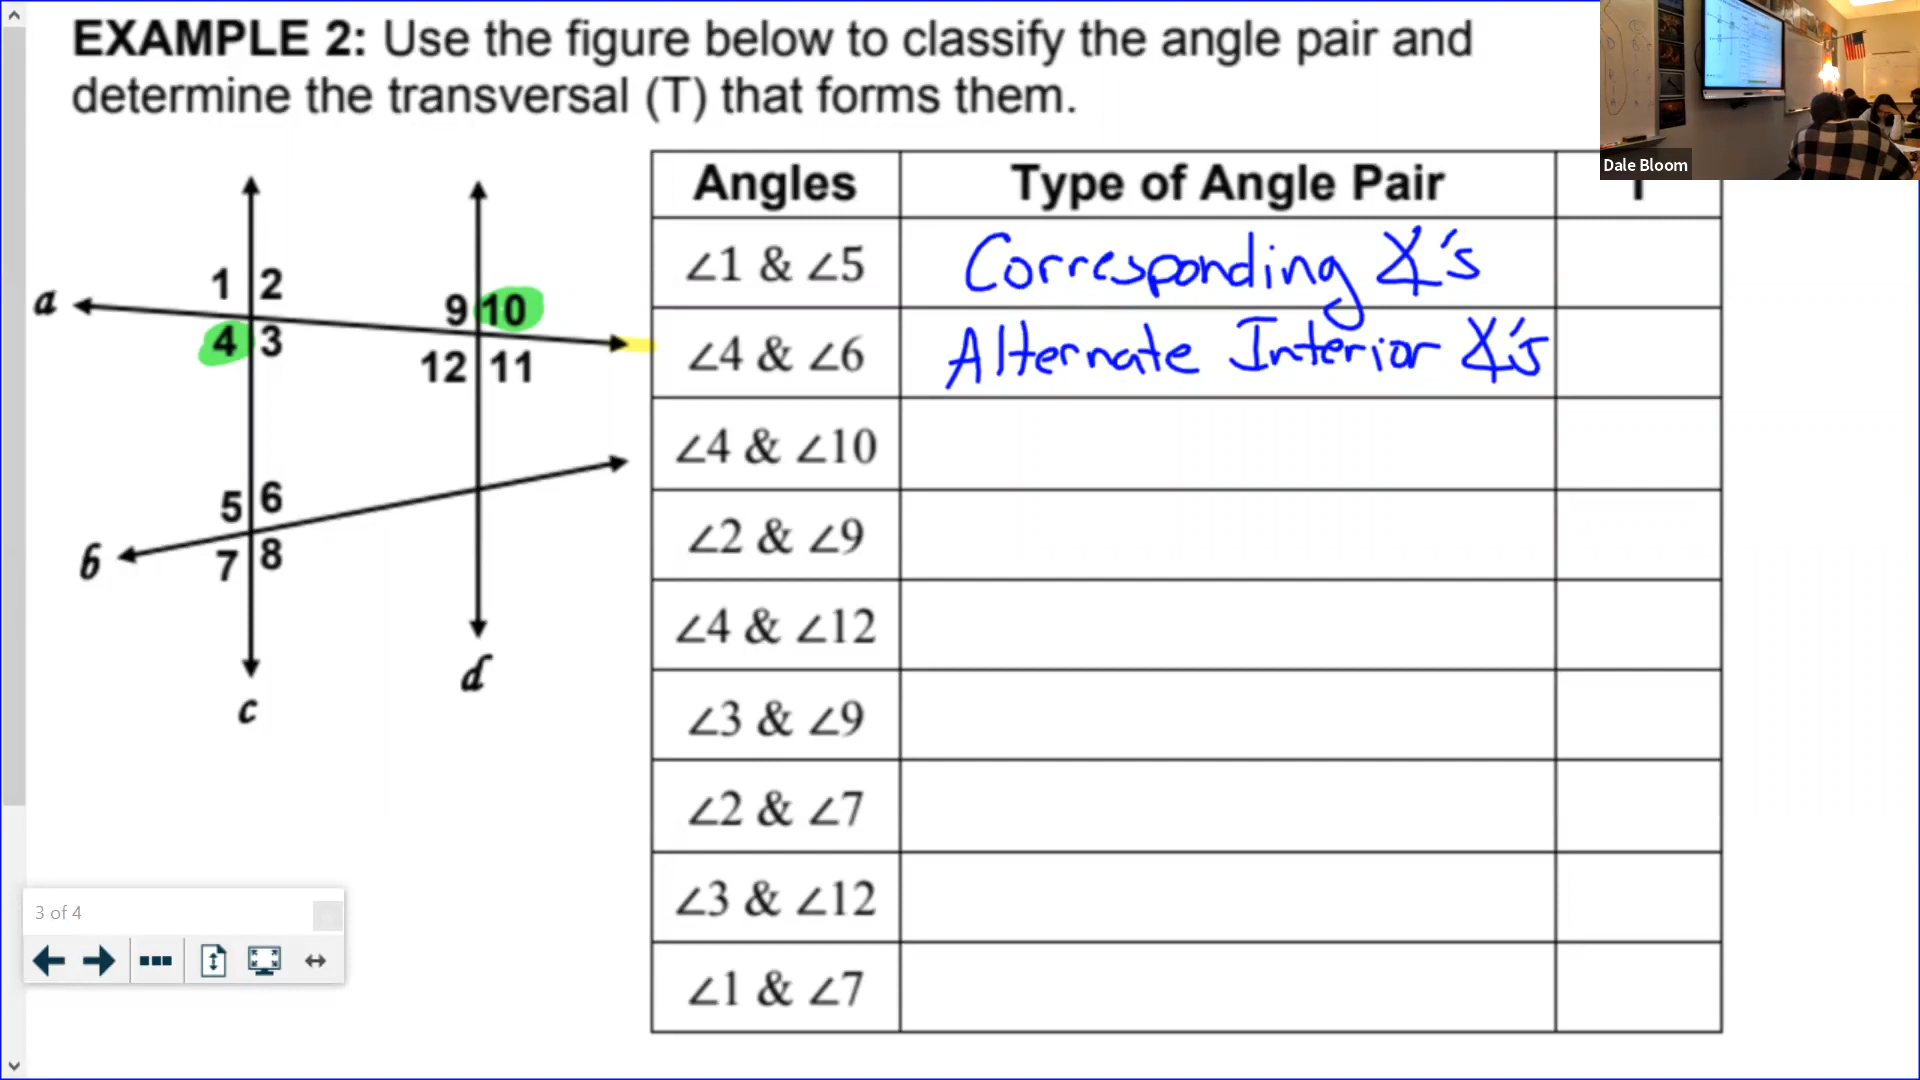 EXAMPLE 2: Use the figure below to classify the angle pair and
determine the transversal (T) that forms them.
Dale Bloom
Angles Type of Angle Pair T
∠1 & ∠5 Corresponding ∡'s
∠4 & ∠6 Alternate Interior ∡'s
∠4 & ∠10
∠2 & ∠9
∠4 & ∠12
∠3 & ∠9
∠2 & ∠7
∠3 & ∠12
∠1 & ∠7
1 2
a 9 10
4 3
12 11
5 6
b 7 8
d
c
3 of 4